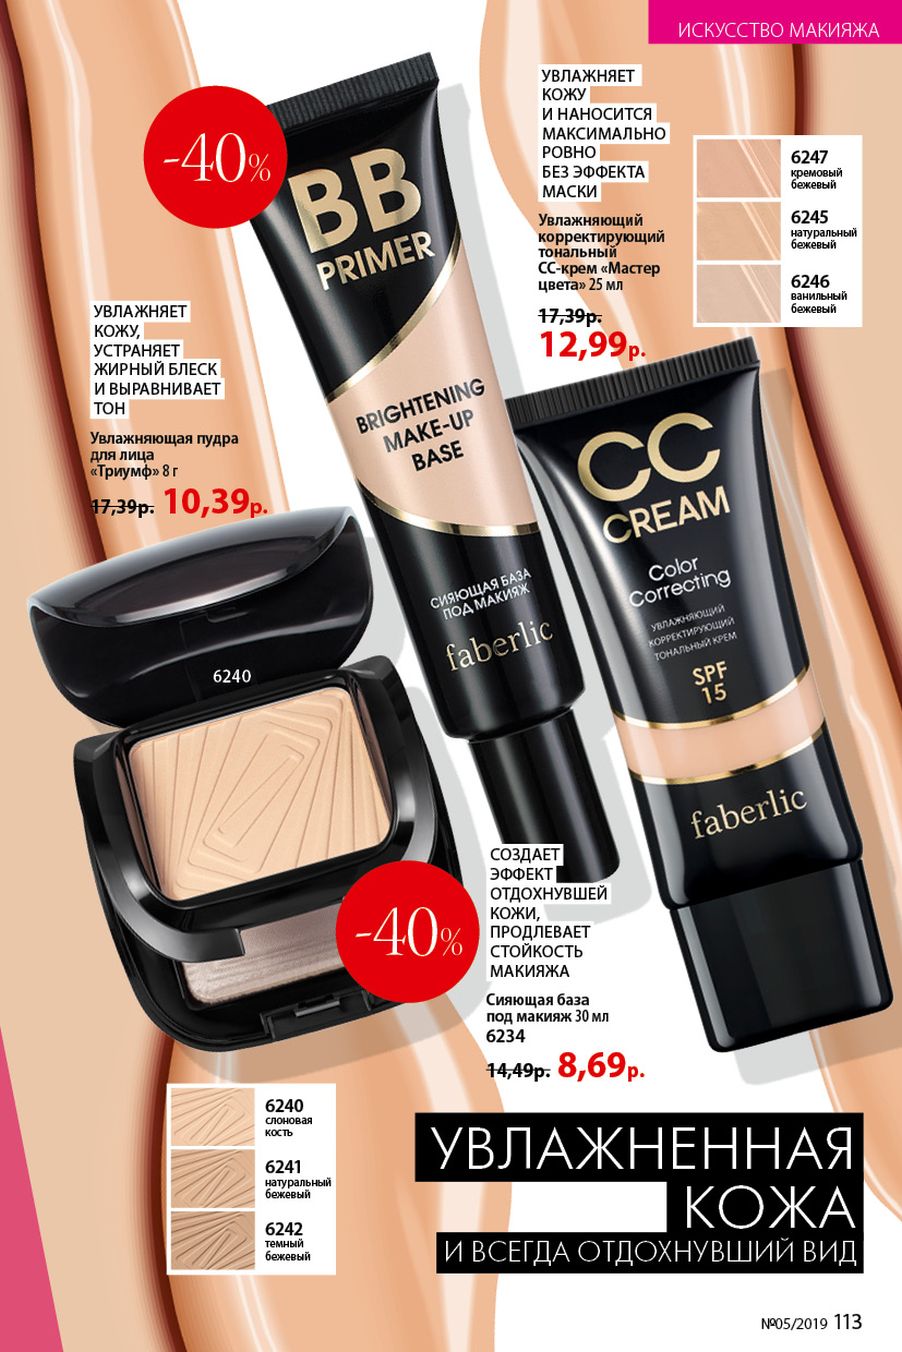 ИСКУССТВО МАКИЯЖА
-40%
УВЛАЖНЯЕТ
КОЖУ
И НАНОСИТСЯ
МАКСИМАЛЬНО
РОВНО
БЕЗ ЭФФЕКТА
МАСКИ
Увлажняющий
корректирующий
тональный
СС-крем «Мастер
цвета» 25 мл
17,39р.
12,99р.
6247
кремовый
бежевый
6245
натуральный
бежевый
6246
ванильный
бежевый
BB
PRIMER
BRIGHTENING
MAKE-UP
BASE
СИЯЮЩАЯ БАЗА
ПОД МАКИЯЖ
faberlic
УВЛАЖНЯЕТ
КОЖУ,
УСТРАНЯЕТ
ЖИРНЫЙ БЛЕСК
И ВЫРАВНИВАЕТ
ТОН
Увлажняющая пудра
для лица
«Триумф» 8 г
17,39р. 10,39р.
CC
CREAM
Color
Correcting
УВЛАЖНЯЮЩИЙ
КОРРЕКТИРУЮЩИЙ
ТОНАЛЬНЫЙ КРЕМ
SPF
15
faberlic
6240
-40%
СОЗДАЕТ
ЭФФЕКТ
ОТДОХНУВШЕЙ
КОЖИ,
ПРОДЛЕВАЕТ
СТОЙКОСТЬ
МАКИЯЖА
Сияющая база
под макияж 30 мл
6234
14,49р. 8,69р.
6240
слоновая
кость
6241
натуральный
бежевый
6242
темный
бежевый
УВЛАЖНЕННАЯ
КОЖА
И ВСЕГДА ОТДОХНУВШИЙ ВИД
№05/2019 113